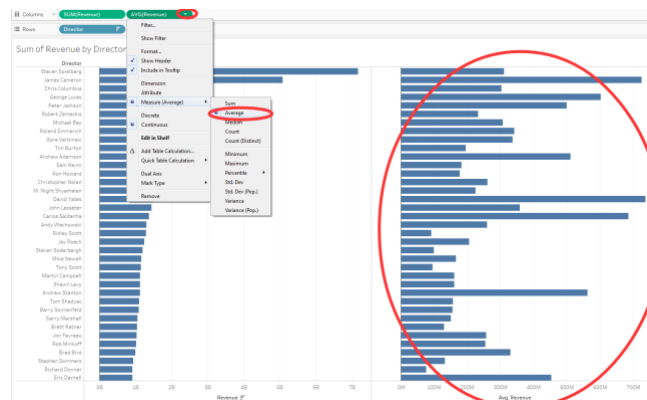 Columns SUM(Revenue) AVG(Revenue)
Rows Director
Sum of Revenue by Director
Director
Steven Spielberg
James Cameron
Chris Columbus
George Lucas
Peter Jackson
Robert Zemeckis
Michael Bay
Roland Emmerich
Gore Verbinski
Tim Burton
Andrew Adamson
Sam Raimi
Ron Howard
Christopher Nolan
M. Night Shyamalan
David Yates
John Lasseter
Carlos Saldanha
Andy Wachowski
Ridley Scott
Jay Roach
Steven Soderbergh
Mike Newell
Tony Scott
Martin Campbell
Shawn Levy
Andrew Stanton
Tom Shadyac
Barry Sonnenfeld
Garry Marshall
Brett Ratner
Jon Favreau
Rob Minkoff
Brad Bird
Stephen Sommers
Richard Donner
Eric Darnell
Filter...
Show Filter
Format...
Show Header
Include in Tooltip
Dimension
Attribute
Measure (Average)
Discrete
Continuous
Edit in Shelf
Add Table Calculation...
Quick Table Calculation
Dual Axis
Mark Type
Remove
Sum
Average
Median
Count
Count (Distinct)
Minimum
Maximum
Percentile
Std. Dev
Std. Dev (Pop.)
Variance
Variance (Pop.)
0B 1B 2B 3B 4B 5B 6B 7B
Revenue
0M 100M 200M 300M 400M 500M 600M 700M
Avg. Revenue